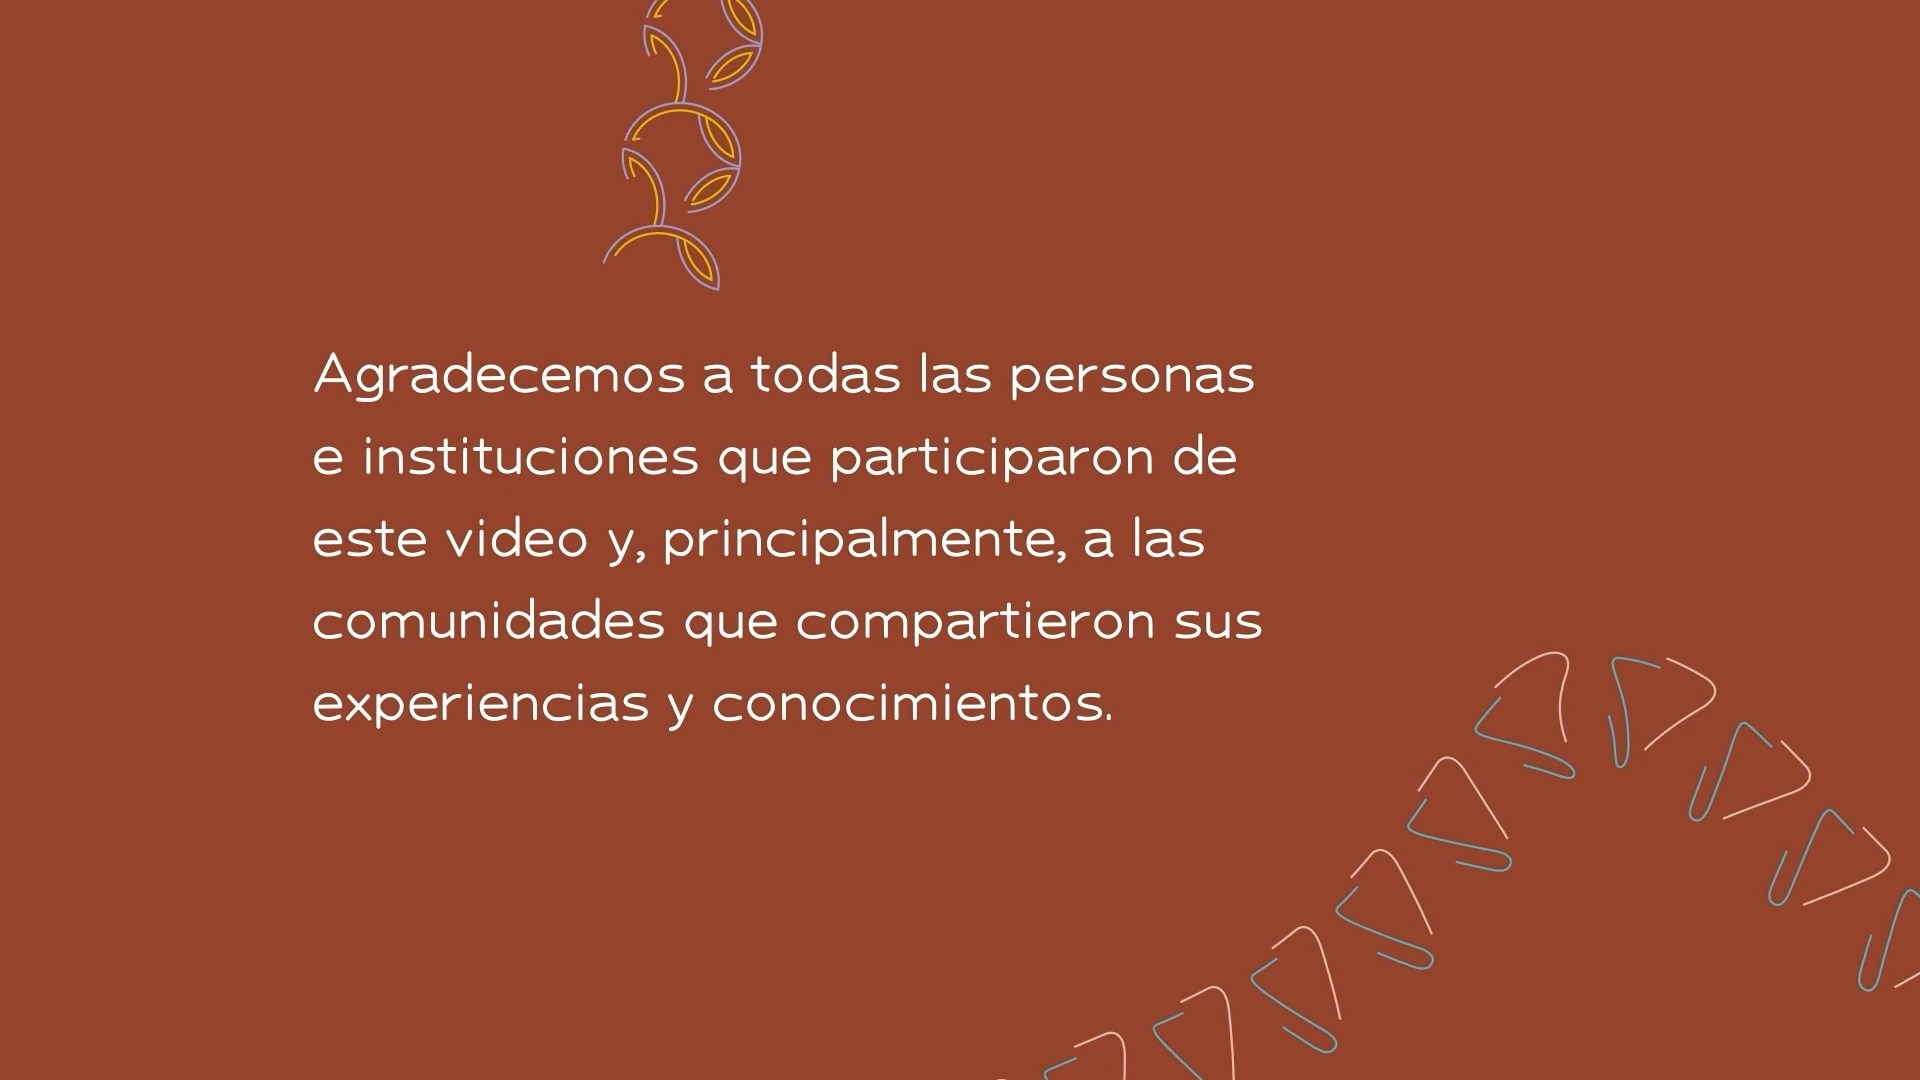 Agradecemos a todas las personas
e instituciones que participaron de
este video y, principalmente, a las
comunidades que compartieron sus
experiencias y conocimientos.